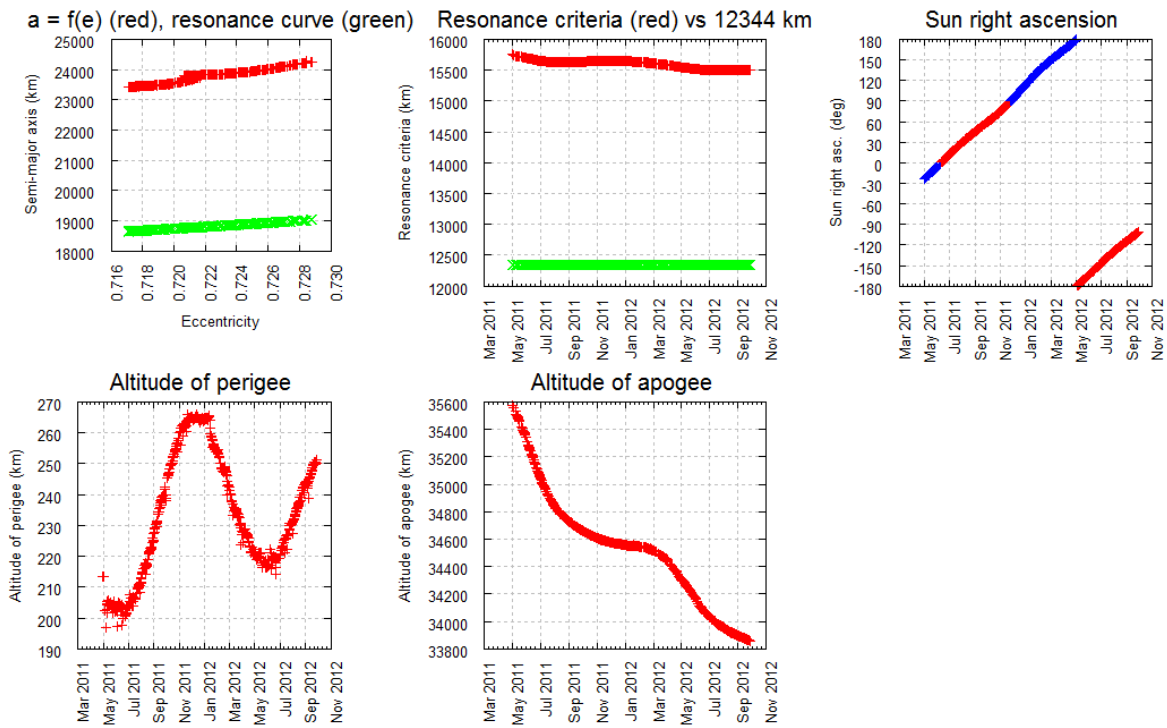 a = f(e) (red), resonance curve (green)
Semi-major axis (km)
25000
24000
23000
22000
21000
20000
19000
18000
0.716
0.718
0.720
0.722
0.724
0.726
0.728
0.730
Eccentricity
Resonance criteria (red) vs 12344 km
Resonance criteria (km)
16000
15500
15000
14500
14000
13500
13000
12500
12000
Mar 2011
May 2011
Jul 2011
Sep 2011
Nov 2011
Jan 2012
Mar 2012
May 2012
Jul 2012
Sep 2012
Nov 2012
Sun right ascension
Sun right asc. (deg)
180
150
120
90
60
30
0
-30
-60
-90
-120
-150
-180
Mar 2011
May 2011
Jul 2011
Sep 2011
Nov 2011
Jan 2012
Mar 2012
May 2012
Jul 2012
Sep 2012
Nov 2012
Altitude of perigee
Altitude of perigee (km)
270
260
250
240
230
220
210
200
190
Mar 2011
May 2011
Jul 2011
Sep 2011
Nov 2011
Jan 2012
Mar 2012
May 2012
Jul 2012
Sep 2012
Nov 2012
Altitude of apogee
Altitude of apogee (km)
35600
35400
35200
35000
34800
34600
34400
34200
34000
33800
Mar 2011
May 2011
Jul 2011
Sep 2011
Nov 2011
Jan 2012
Mar 2012
May 2012
Jul 2012
Sep 2012
Nov 2012